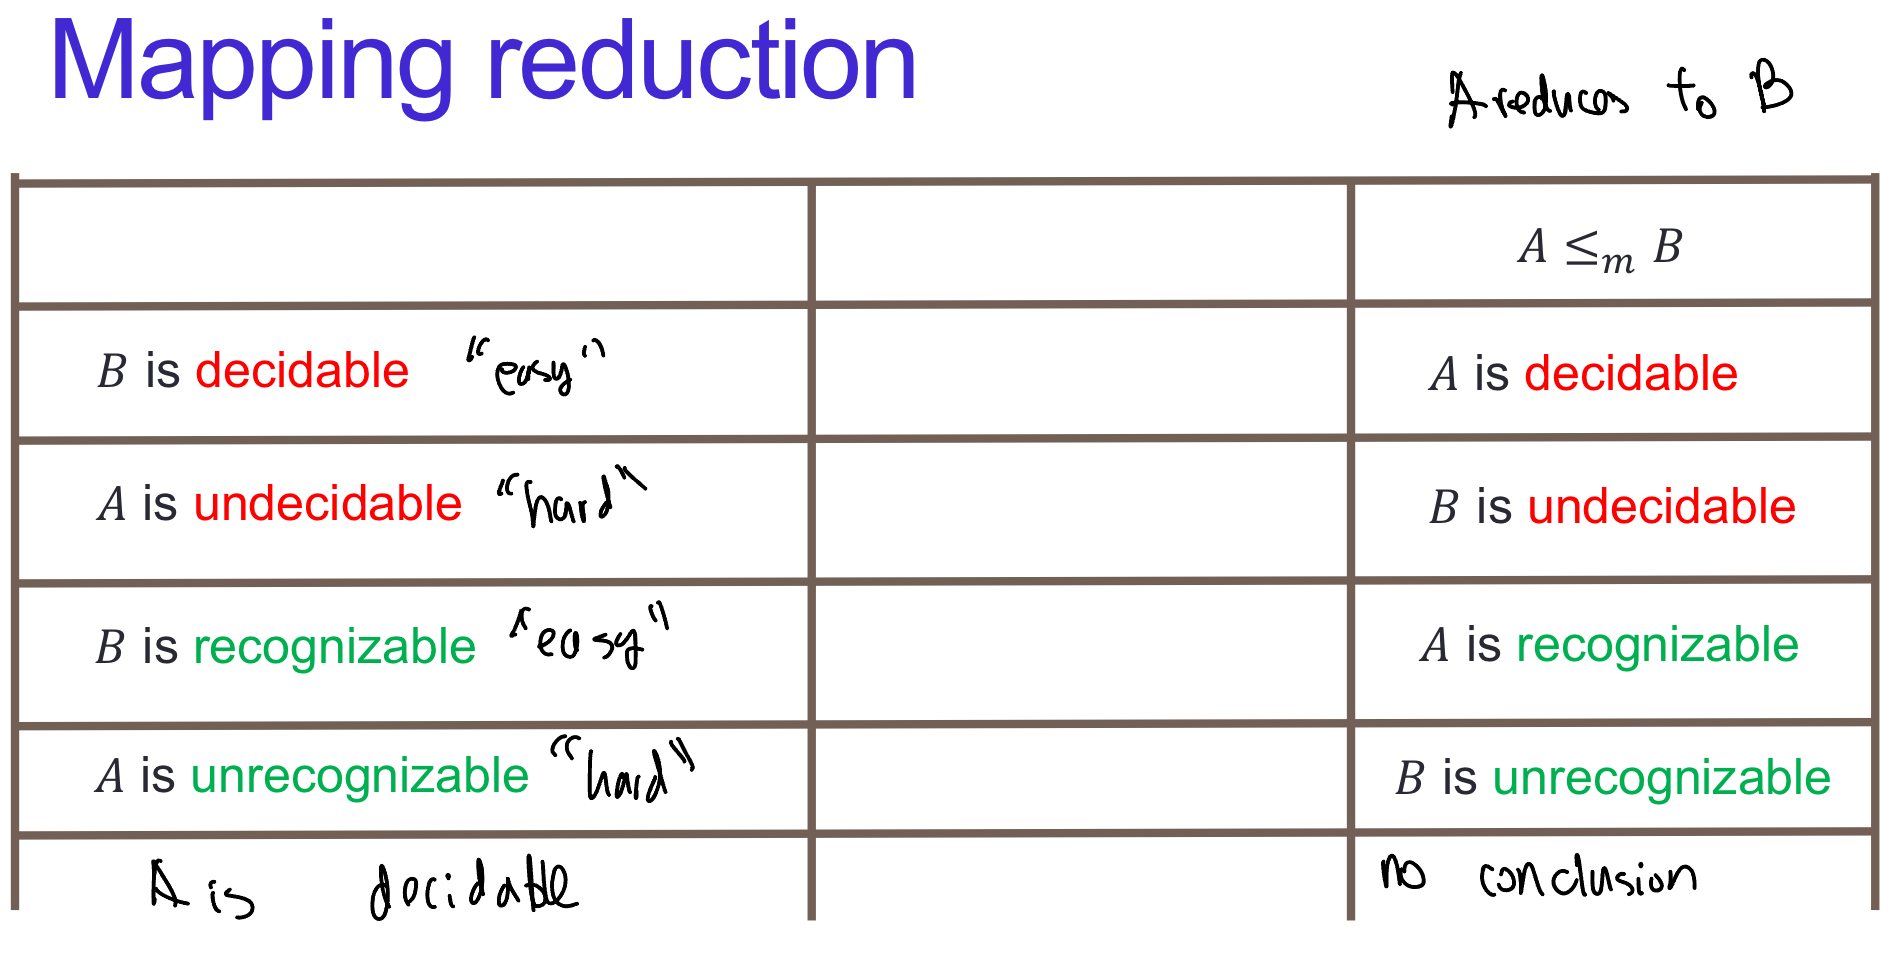 Mapping reduction
A reduces to B
A ≤ₘ B
B is decidable "easy" A is decidable
A is undecidable "hard" B is undecidable
B is recognizable "easy" A is recognizable
A is unrecognizable "hard" B is unrecognizable
A is decidable no conclusion